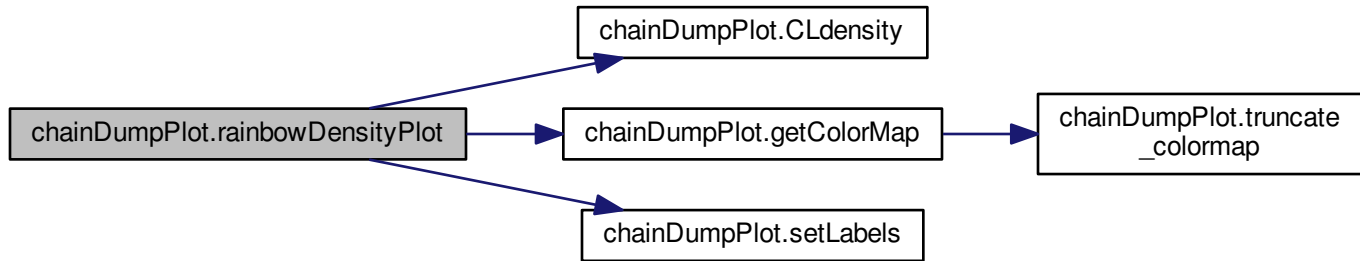 chainDumpPlot.CLdensity
chainDumpPlot.rainbowDensityPlot
chainDumpPlot.getColorMap
chainDumpPlot.truncate
_colormap
chainDumpPlot.setLabels